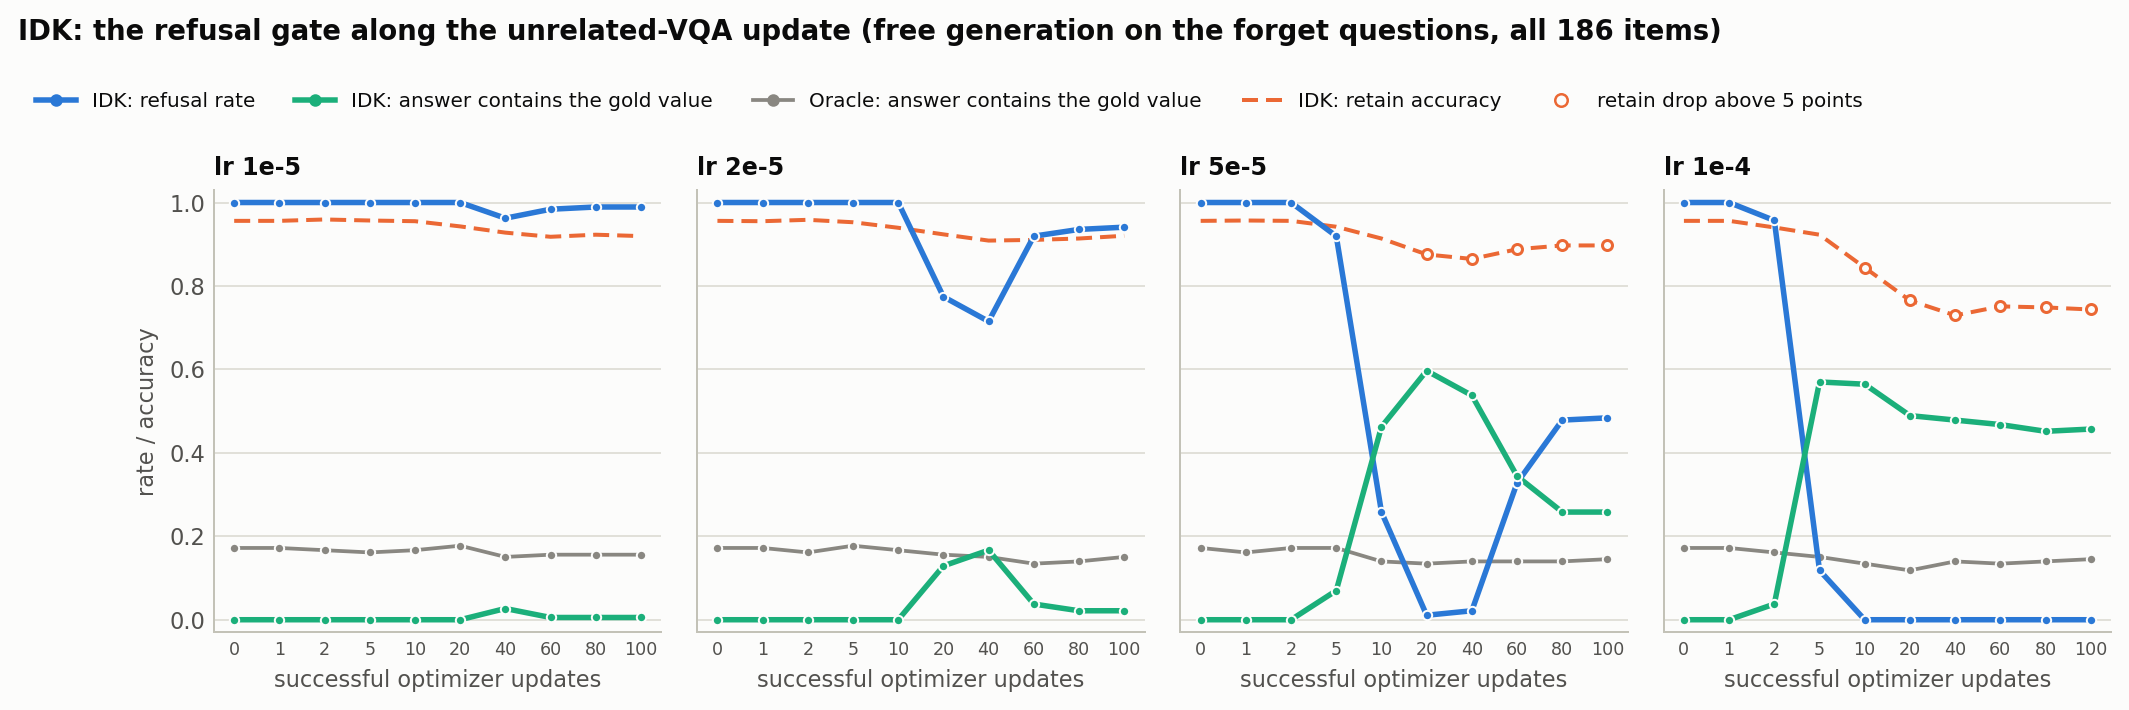 IDK: the refusal gate along the unrelated-VQA update (free generation on the forget questions, all 186 items)
IDK: refusal rate
IDK: answer contains the gold value
Oracle: answer contains the gold value
IDK: retain accuracy
retain drop above 5 points
lr 1e-5
lr 2e-5
lr 5e-5
lr 1e-4
rate / accuracy
1.0
0.8
0.6
0.4
0.2
0.0
0 1 2 5 10 20 40 60 80 100
0 1 2 5 10 20 40 60 80 100
0 1 2 5 10 20 40 60 80 100
0 1 2 5 10 20 40 60 80 100
successful optimizer updates
successful optimizer updates
successful optimizer updates
successful optimizer updates